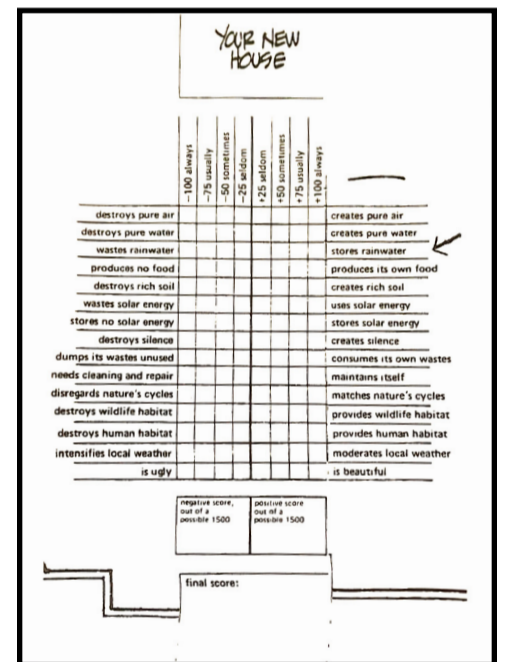 YOUR NEW
HOUSE
-100 always
-75 usually
-50 sometimes
-25 seldom
+25 seldom
+50 sometimes
+75 usually
+100 always
destroys pure air creates pure air
destroys pure water creates pure water
wastes rainwater stores rainwater
produces no food produces its own food
destroys rich soil creates rich soil
wastes solar energy uses solar energy
stores no solar energy stores solar energy
destroys silence creates silence
dumps its wastes unused consumes its own wastes
needs cleaning and repair maintains itself
disregards nature's cycles matches nature's cycles
destroys wildlife habitat provides wildlife habitat
destroys human habitat provides human habitat
intensifies local weather moderates local weather
is ugly is beautiful
negative score, positive score
out of a out of a
possible 1500 possible 1500
final score: